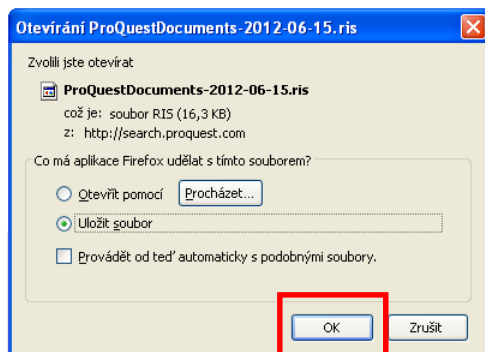 Otevírání ProQuestDocuments-2012-06-15.ris
Zvolili jste otevírat
ProQuestDocuments-2012-06-15.ris
což je: soubor RIS (16,3 KB)
z: http://search.proquest.com
Co má aplikace Firefox udělat s tímto souborem?
Otevřít pomocí Procházet...
Uložit soubor
Provádět od teď automaticky s podobnými soubory.
OK Zrušit